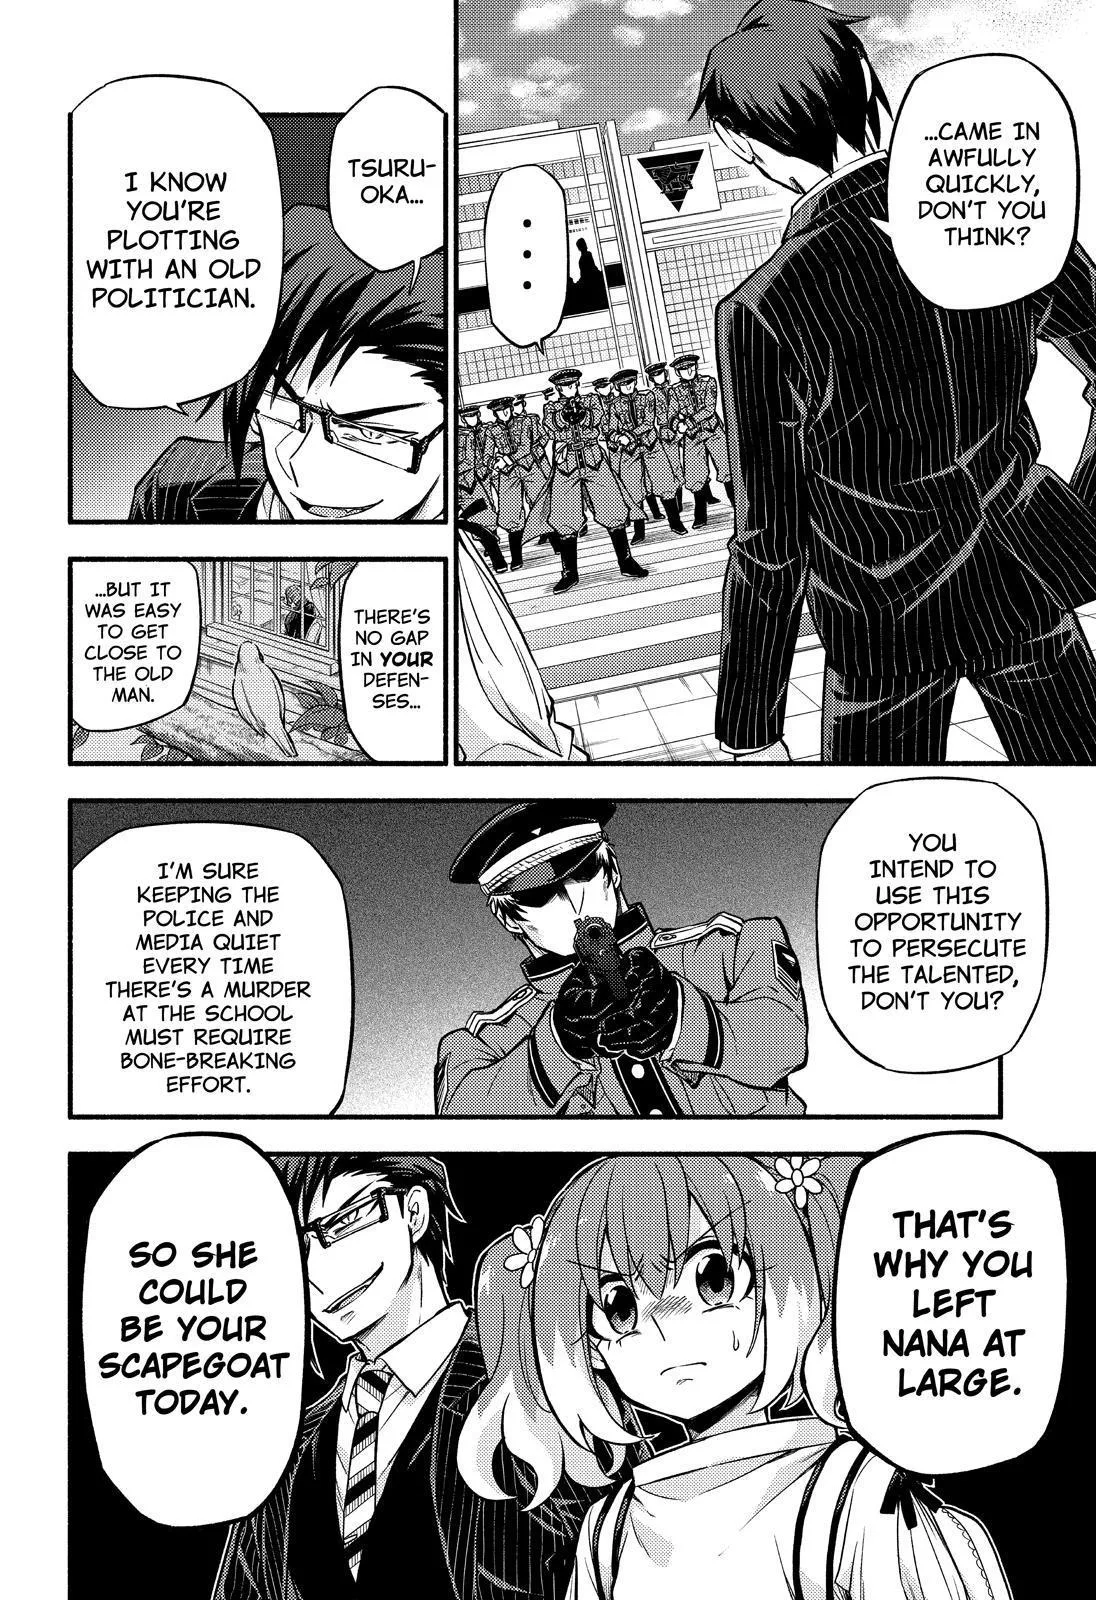 ...CAME IN
AWFULLY
QUICKLY,
DON'T YOU
THINK?
...
TSURU-
OKA...
I KNOW
YOU'RE
PLOTTING
WITH AN OLD
POLITICIAN.
THERE'S
NO GAP
IN YOUR
DEFEN-
SES...
...BUT IT
WAS EASY
TO GET
CLOSE TO
THE OLD
MAN.
YOU
INTEND TO
USE THIS
OPPORTUNITY
TO PERSECUTE
THE TALENTED,
DON'T YOU?
I'M SURE
KEEPING THE
POLICE AND
MEDIA QUIET
EVERY TIME
THERE'S A MURDER
AT THE SCHOOL
MUST REQUIRE
BONE-BREAKING
EFFORT.
THAT'S
WHY YOU
LEFT
NANA AT
LARGE.
SO SHE
COULD
BE YOUR
SCAPEGOAT
TODAY.